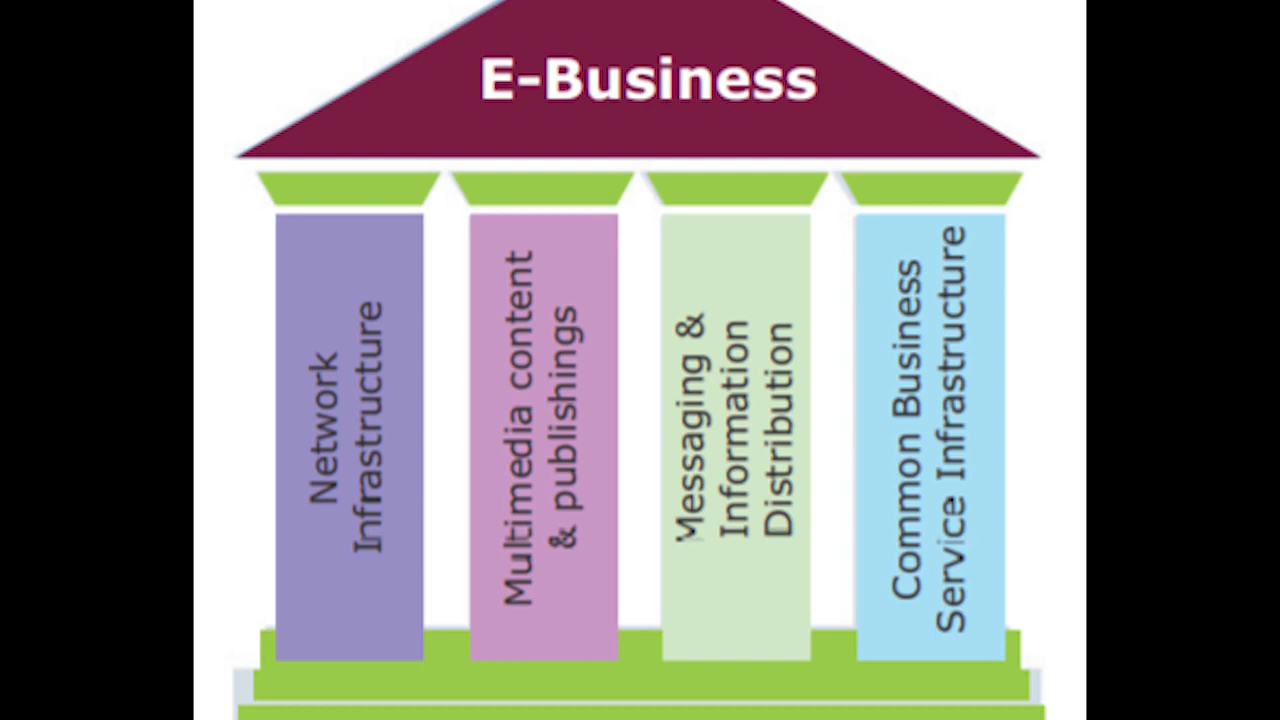 E-Business
Network
Infrastructure
Multimedia content
& publishings
Messaging &
Information
Distribution
Common Business
Service Infrastructure